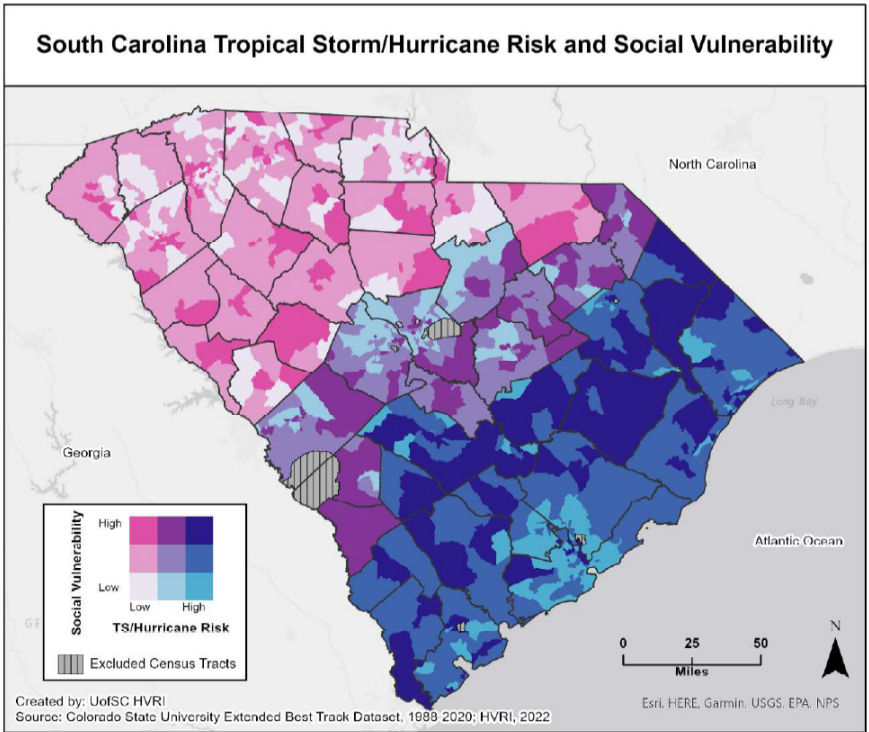 South Carolina Tropical Storm/Hurricane Risk and Social Vulnerability
North Carolina
Long Bay
Georgia
Atlantic Ocean
Social Vulnerability
High
Low
Low
High
TS/Hurricane Risk
Excluded Census Tracts
GE
N
0
25
50
Miles
Created by: UofSC HVRI
Source: Colorado State University Extended Best Track Dataset, 1988-2020; HVRI, 2022
Esri, HERE, Garmin, USGS, EPA, NPS